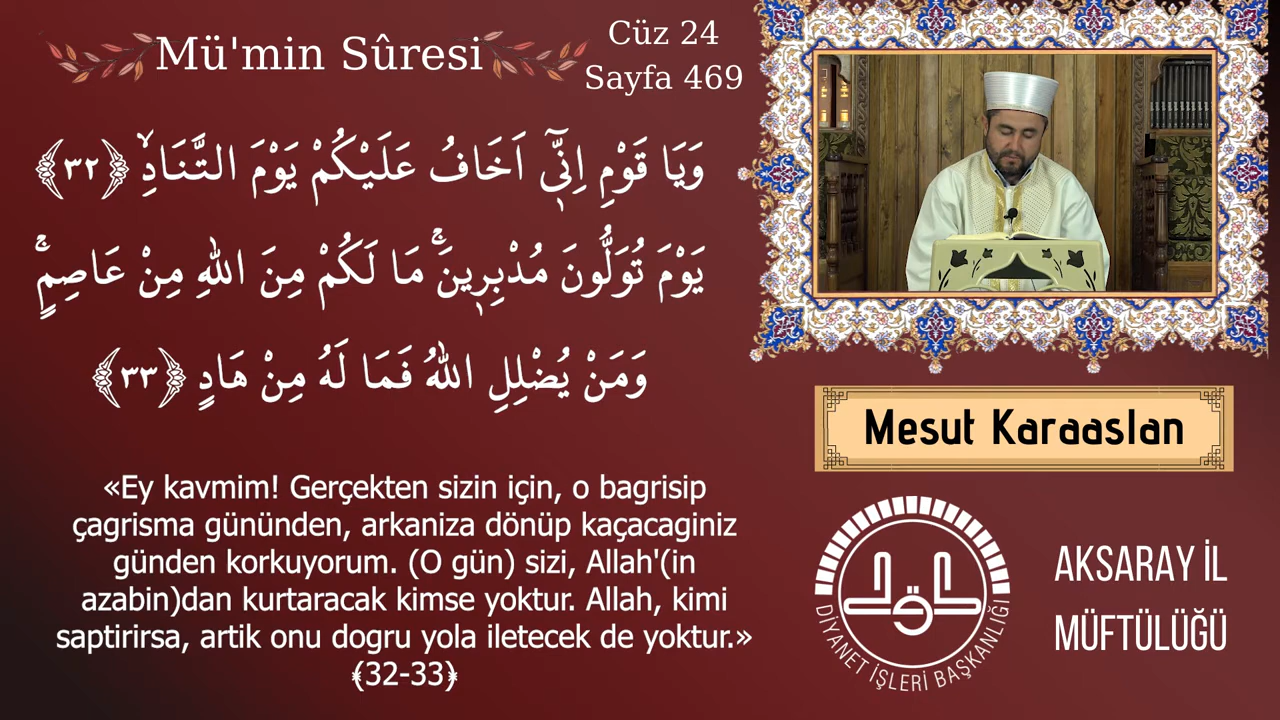 Mü'min Sûresi
Cüz 24
Sayfa 469
وَيَا قَوْمِ اِنّ۪ٓي اَخَافُ عَلَيْكُمْ يَوْمَ التَّنَادِۙ ﴿٣٢﴾
يَوْمَ تُوَلُّونَ مُدْبِر۪ينَۚ مَا لَكُمْ مِنَ اللّٰهِ مِنْ عَاصِمٍۚ
وَمَنْ يُضْلِلِ اللّٰهُ فَمَا لَهُ مِنْ هَادٍ ﴿٣٣﴾
«Ey kavmim! Gerçekten sizin için, o bagrisip
çagrisma gününden, arkaniza dönüp kaçacaginiz
günden korkuyorum. (O gün) sizi, Allah'(in
azabin)dan kurtaracak kimse yoktur. Allah, kimi
saptirirsa, artik onu dogru yola iletecek de yoktur.»
﴾32-33﴿
Mesut Karaaslan
DİYANET İŞLERİ BAŞKANLIĞI
AKSARAY İL
MÜFTÜLÜĞÜ